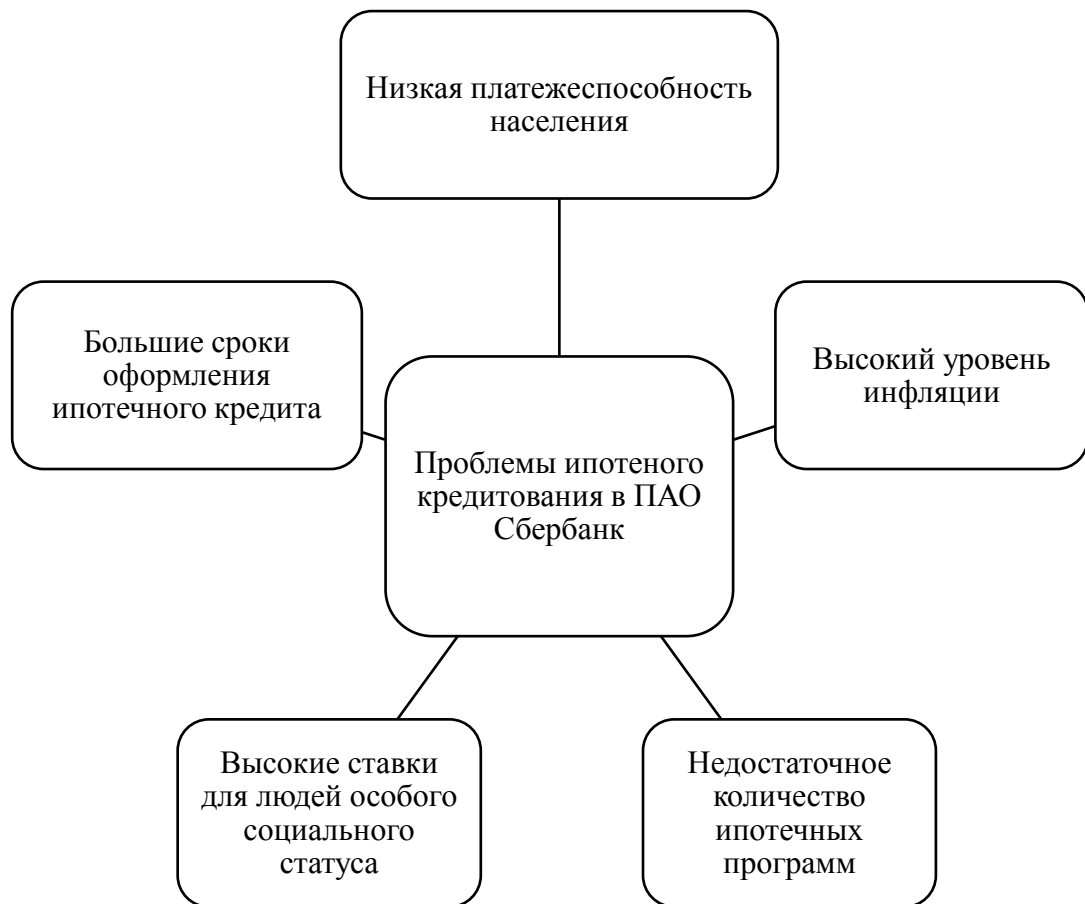 Низкая платежеспособность
населения
Большие сроки
оформления
ипотечного кредита
Высокий уровень
инфляции
Проблемы ипотеного
кредитования в ПАО
Сбербанк
Высокие ставки
для людей особого
социального
статуса
Недостаточное
количество
ипотечных
программ